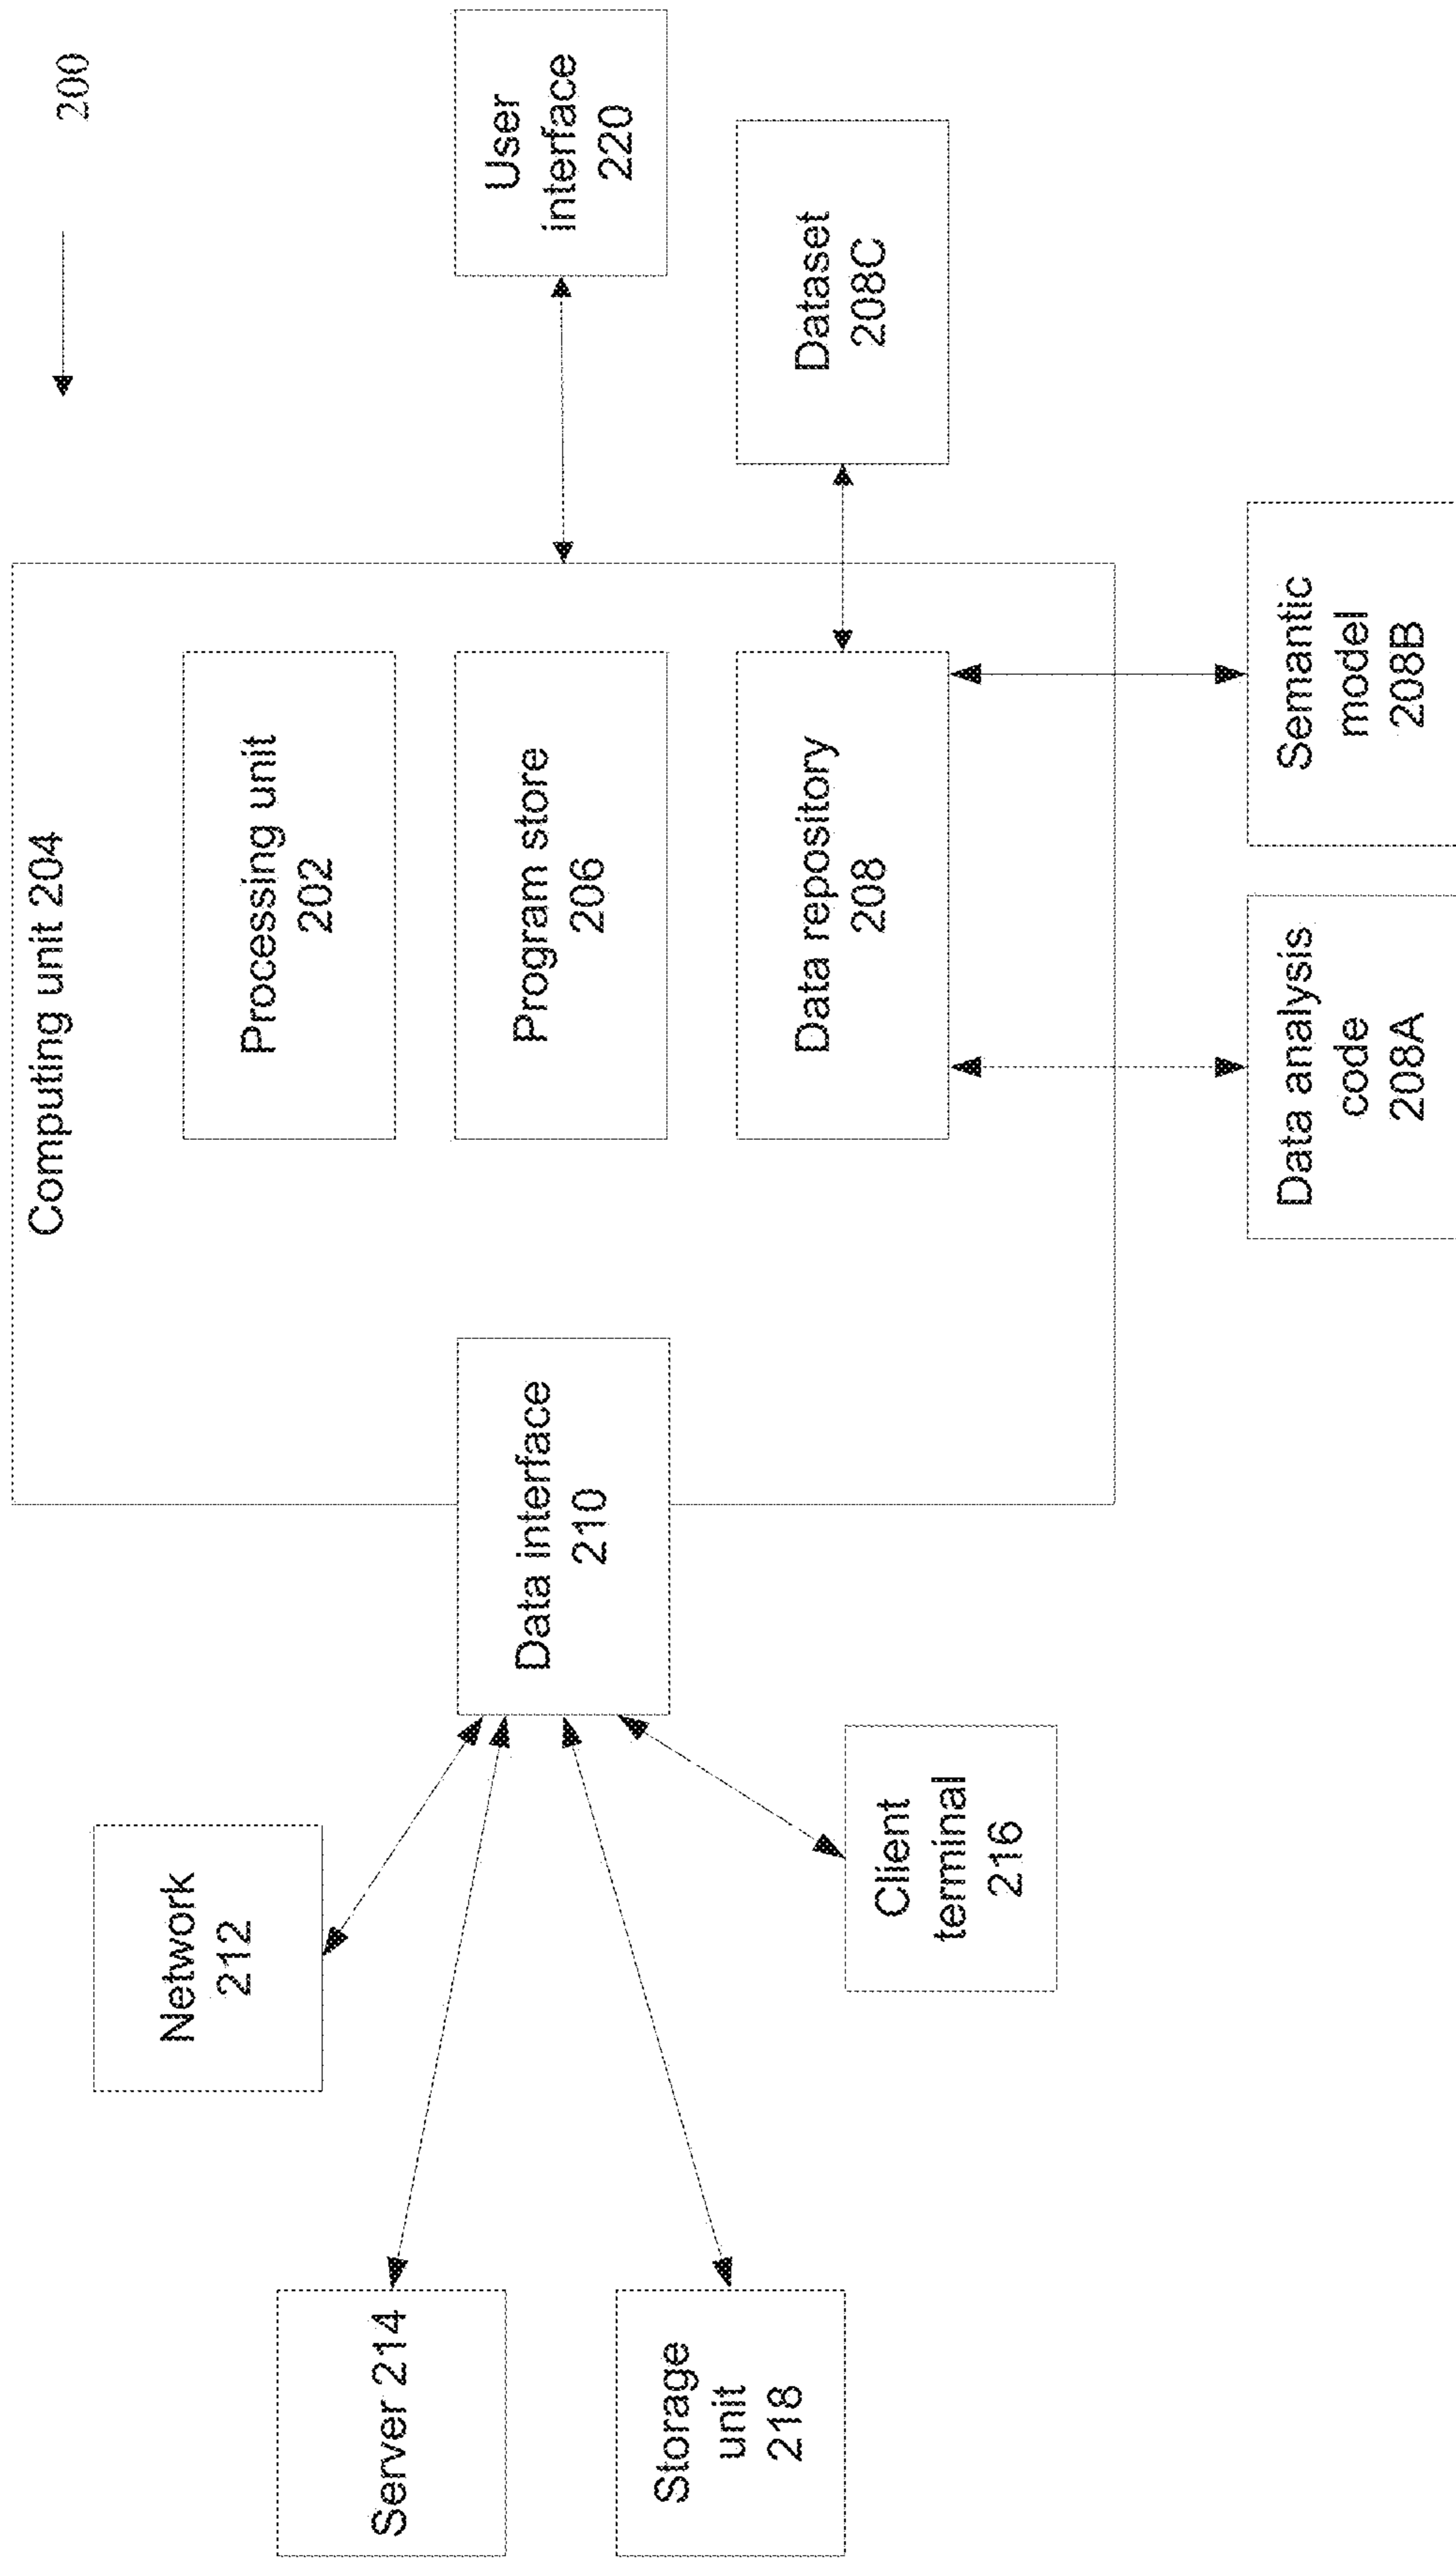 200
Computing unit 204
Processing unit
202
Program store
206
Data repository
208
Data interface
210
User
interface
220
Dataset
208C
Network
212
Server 214
Storage
unit
218
Client
terminal
216
Data analysis
code
208A
Semantic
model
208B